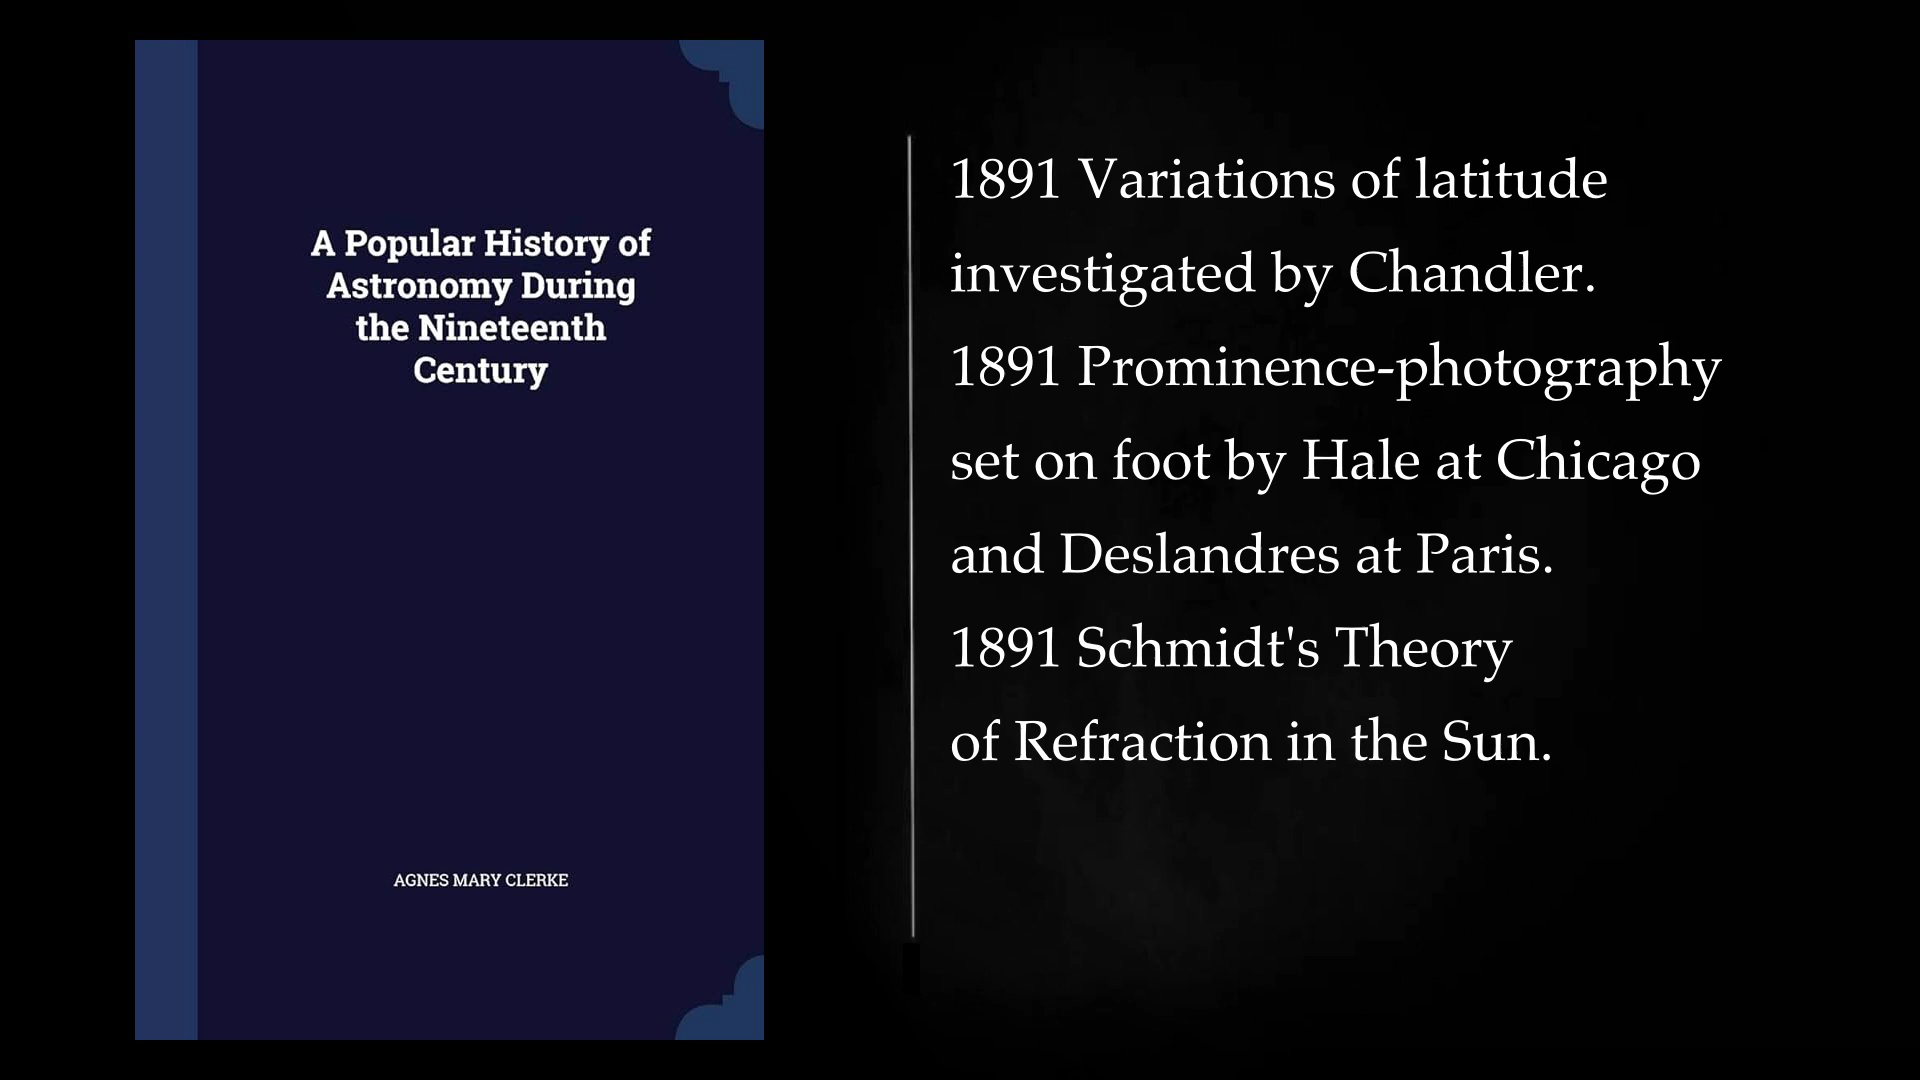 A Popular History of
Astronomy During
the Nineteenth
Century
AGNES MARY CLERKE
1891 Variations of latitude
investigated by Chandler.
1891 Prominence-photography
set on foot by Hale at Chicago
and Deslandres at Paris.
1891 Schmidt's Theory
of Refraction in the Sun.